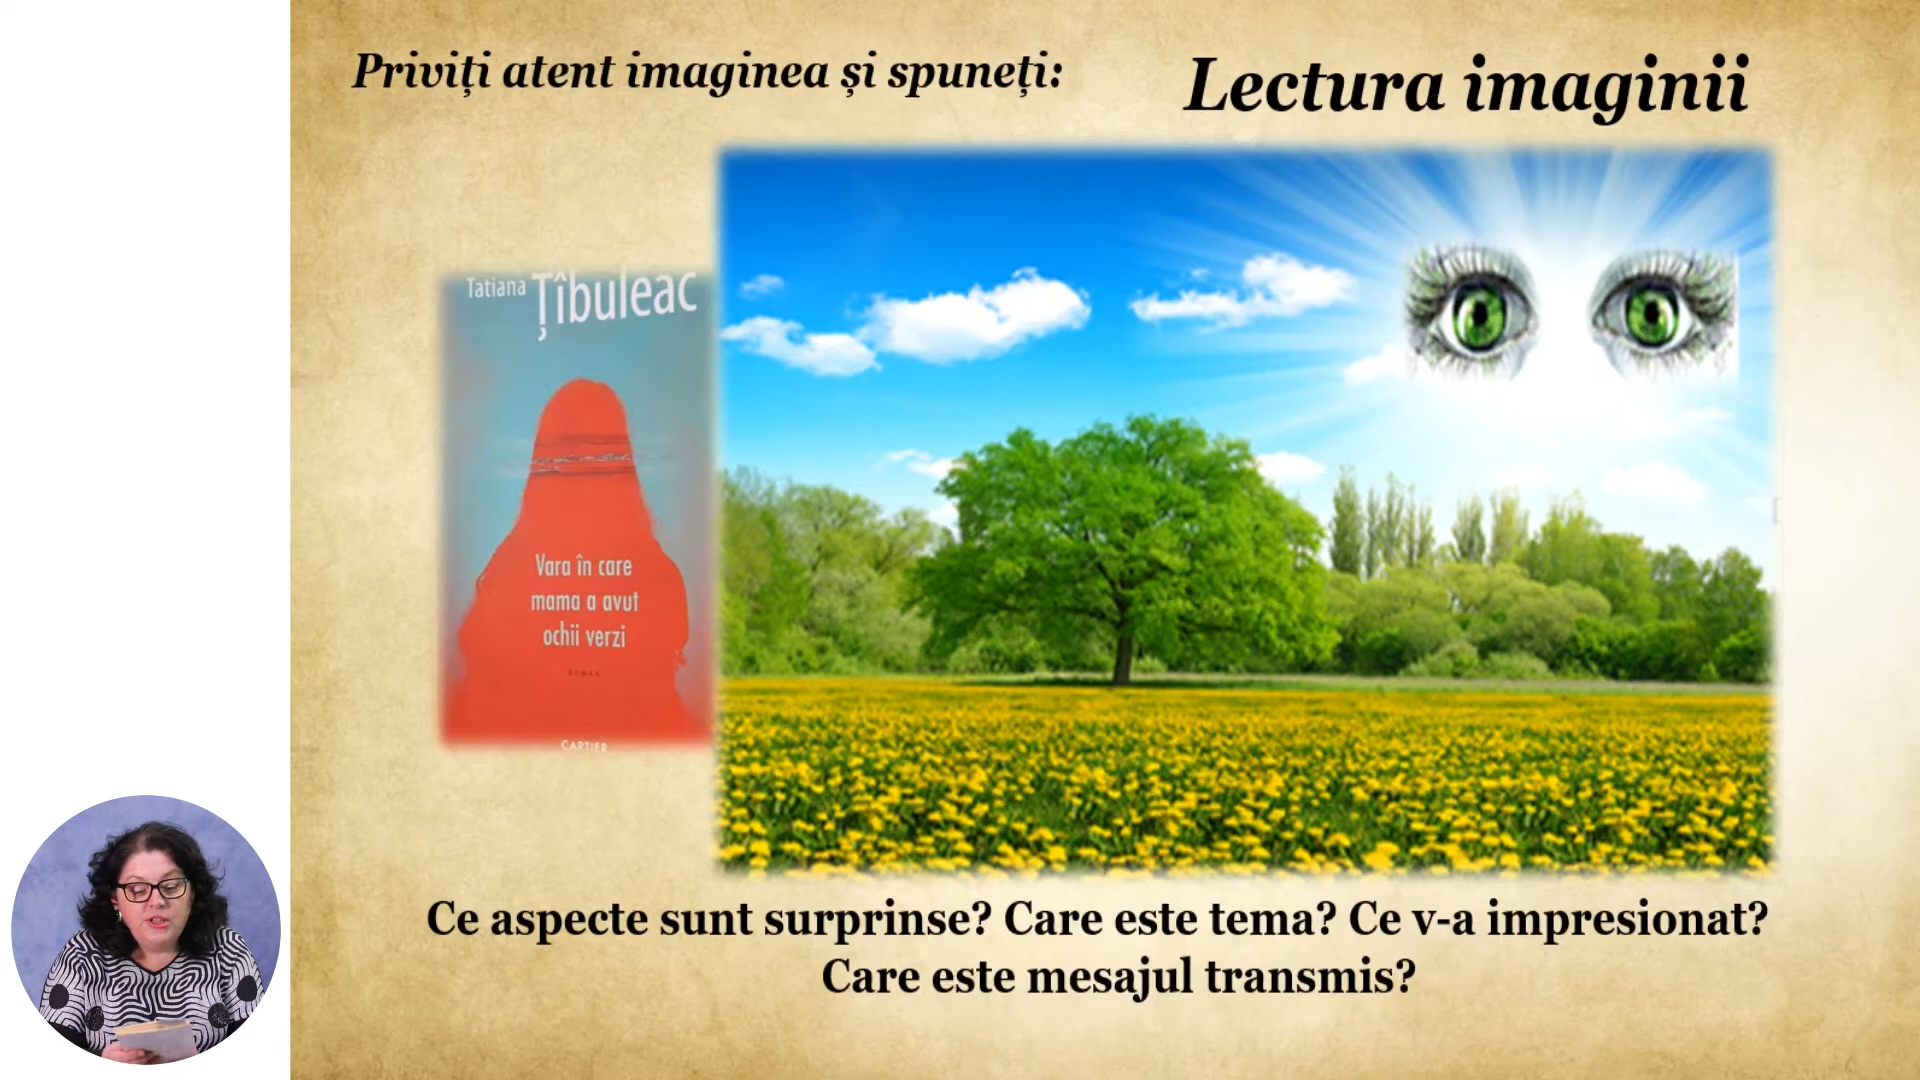 Priviți atent imaginea și spuneți:
Lectura imaginii
Tatiana Țîbuleac
Vara în care
mama a avut
ochii verzi
ROMAN
CARTIER
Ce aspecte sunt surprinse? Care este tema? Ce v-a impresionat?
Care este mesajul transmis?